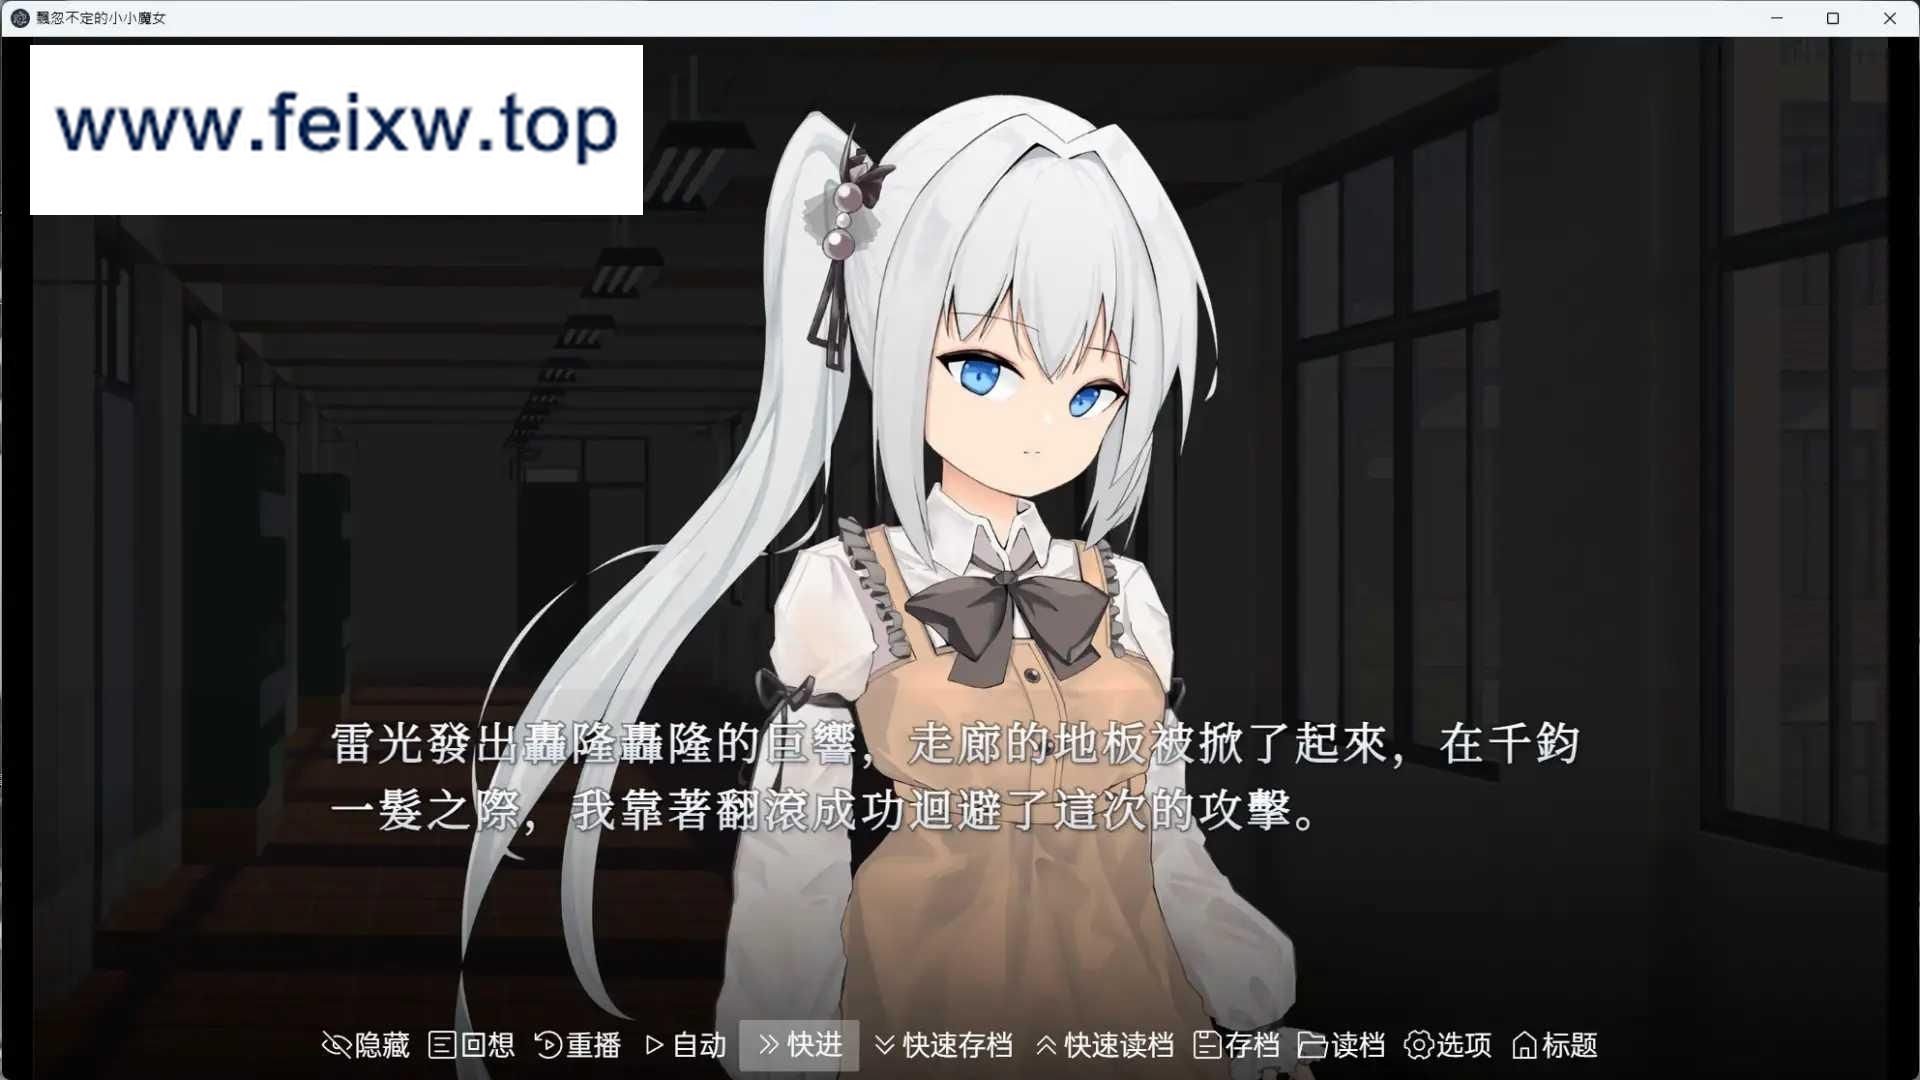 飄忽不定的小小魔女
www.feixw.top
雷光發出轟隆轟隆的巨響，走廊的地板被掀了起來，在千鈞
一髮之際，我靠著翻滾成功迴避了這次的攻擊。
隐藏 回想 重播 自动 快进 快速存档 快速读档 存档 读档 选项 标题